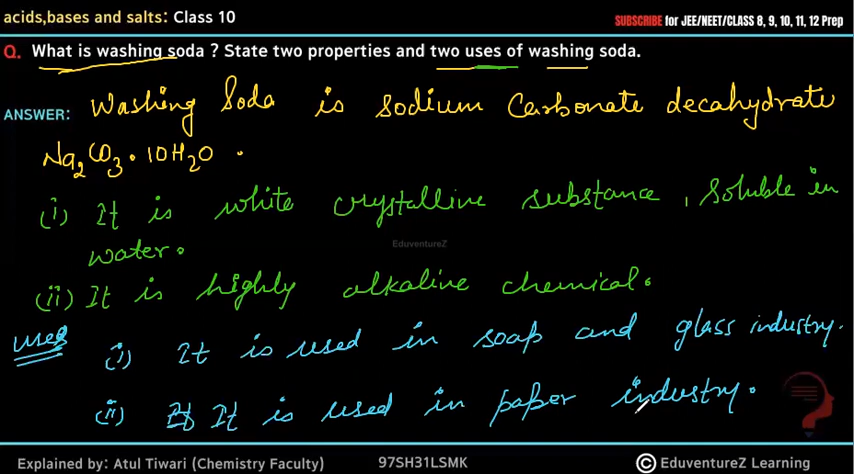 acids,bases and salts: Class 10
SUBSCRIBE for JEE/NEET/CLASS 8, 9, 10, 11, 12 Prep
Q. What is washing soda ? State two properties and two uses of washing soda.
ANSWER: Washing Soda is sodium Carbonate decahydrate
Na₂CO₃ · 10H₂O .
(i) It is white crystalline substance , soluble in
water.
EduventureZ
(ii) It is highly alkaline chemical.
Uses (i) It is used in soap and glass industry.
(ii) It It is used in paper industry.
Explained by: Atul Tiwari (Chemistry Faculty)
97SH31LSMK
© EduventureZ Learning